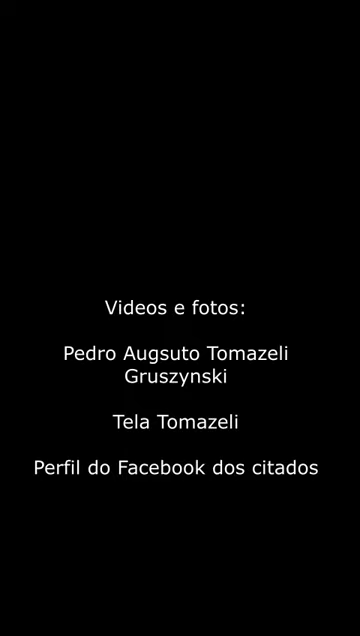 Videos e fotos:
Pedro Augsuto Tomazeli
Gruszynski
Tela Tomazeli
Perfil do Facebook dos citados